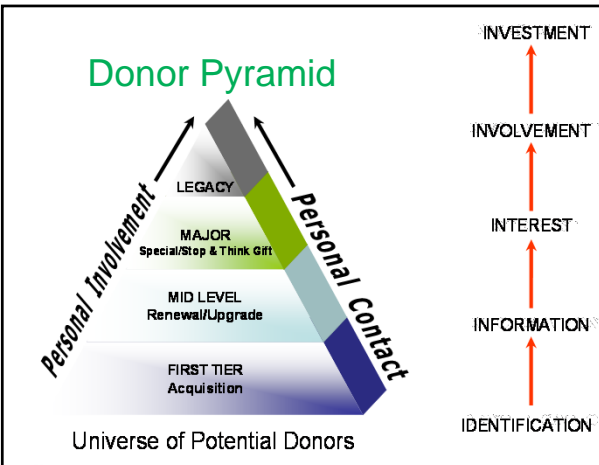 Donor Pyramid
Personal Involvement
Personal Contact
LEGACY
MAJOR
Special/Stop & Think Gift
MID LEVEL
Renewal/Upgrade
FIRST TIER
Acquisition
Universe of Potential Donors
INVESTMENT
INVOLVEMENT
INTEREST
INFORMATION
IDENTIFICATION